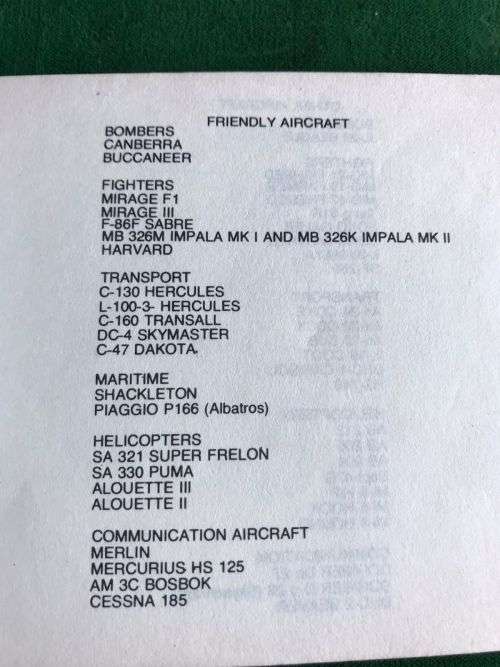 FRIENDLY AIRCRAFT
BOMBERS
CANBERRA
BUCCANEER
FIGHTERS
MIRAGE F1
MIRAGE III
F-86F SABRE
MB 326M IMPALA MK I AND MB 326K IMPALA MK II
HARVARD
TRANSPORT
C-130 HERCULES
L-100-3- HERCULES
C-160 TRANSALL
DC-4 SKYMASTER
C-47 DAKOTA.
MARITIME
SHACKLETON
PIAGGIO P166 (Albatros)
HELICOPTERS
SA 321 SUPER FRELON
SA 330 PUMA
ALOUETTE III
ALOUETTE II
COMMUNICATION AIRCRAFT
MERLIN
MERCURIUS HS 125
AM 3C BOSBOK
CESSNA 185